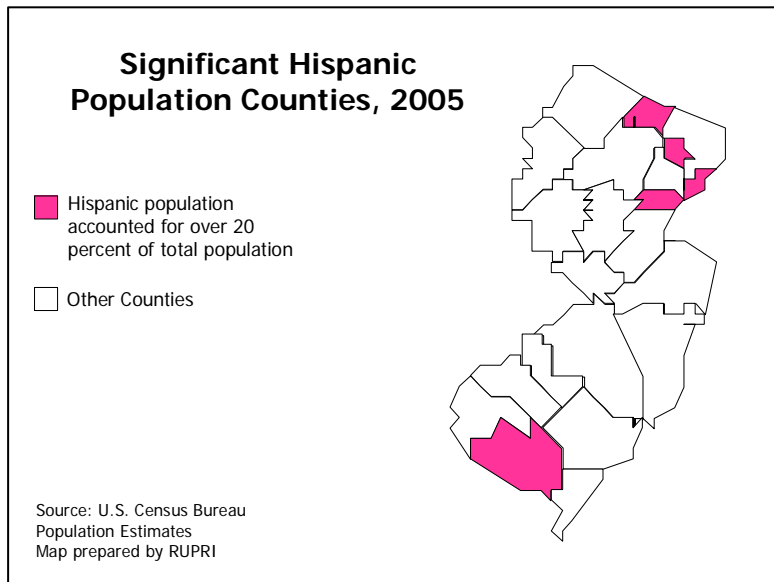 Significant Hispanic
Population Counties, 2005
Hispanic population
accounted for over 20
percent of total population
Other Counties
Source: U.S. Census Bureau
Population Estimates
Map prepared by RUPRI